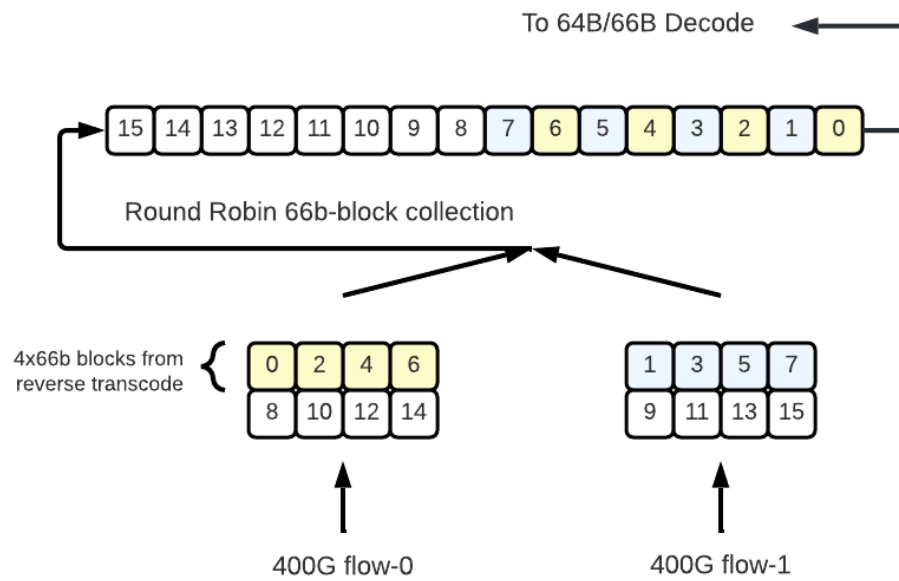 To 64B/66B Decode
15 14 13 12 11 10 9 8 7 6 5 4 3 2 1 0
Round Robin 66b-block collection
4x66b blocks from
reverse transcode
0 2 4 6
8 10 12 14
1 3 5 7
9 11 13 15
400G flow-0
400G flow-1